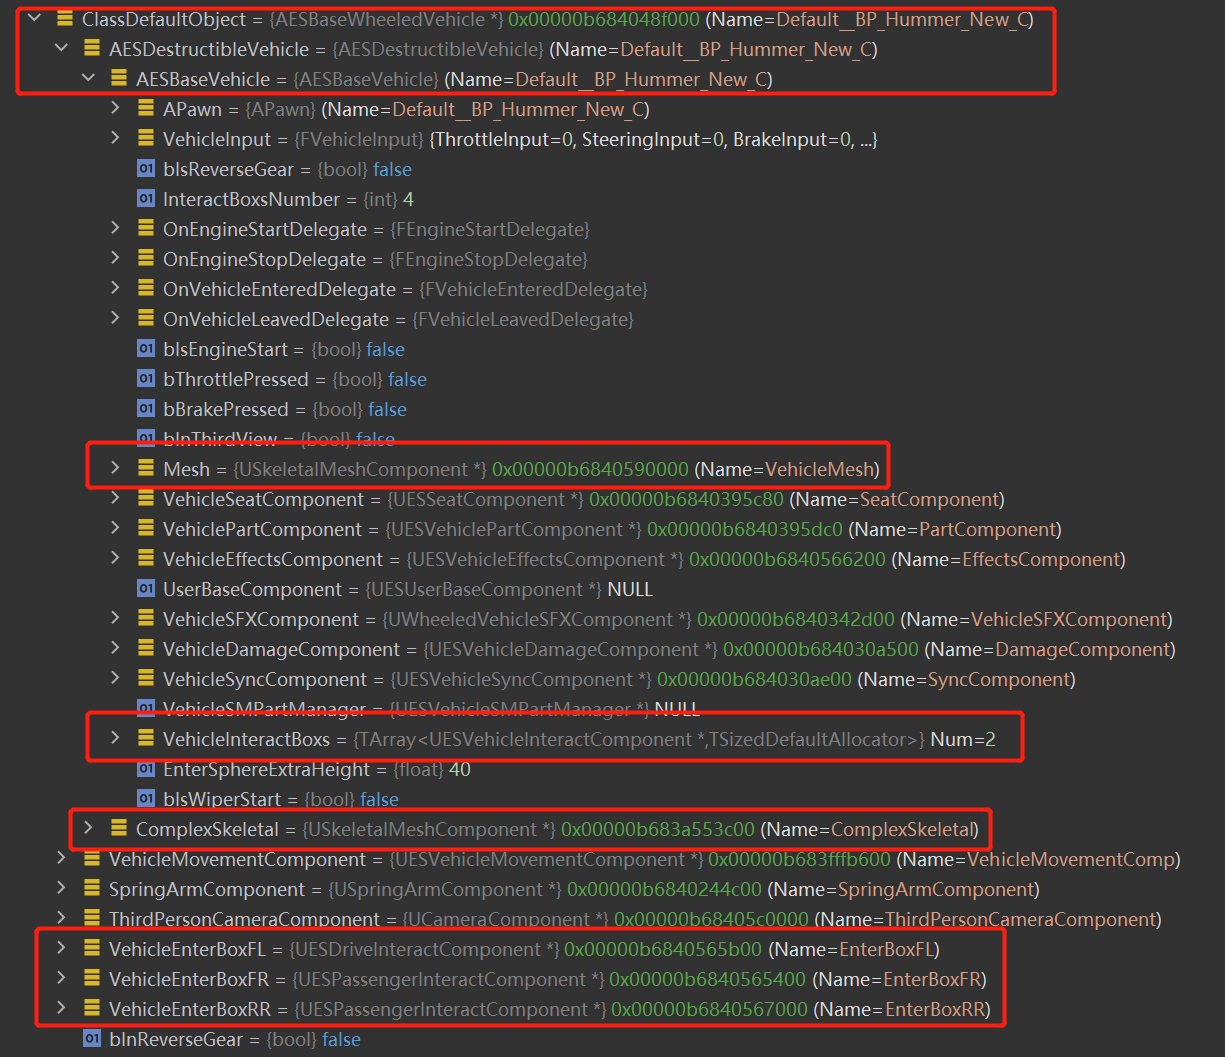 ClassDefaultObject = {AESBaseWheeledVehicle *} 0x00000b684048f000 (Name=Default__BP_Hummer_New_C)
AESDestructibleVehicle = {AESDestructibleVehicle} (Name=Default__BP_Hummer_New_C)
AESBaseVehicle = {AESBaseVehicle} (Name=Default__BP_Hummer_New_C)
APawn = {APawn} (Name=Default__BP_Hummer_New_C)
VehicleInput = {FVehicleInput} {ThrottleInput=0, SteeringInput=0, BrakeInput=0, ...}
01 bIsReverseGear = {bool} false
01 InteractBoxsNumber = {int} 4
OnEngineStartDelegate = {FEngineStartDelegate}
OnEngineStopDelegate = {FEngineStopDelegate}
OnVehicleEnteredDelegate = {FVehicleEnteredDelegate}
OnVehicleLeavedDelegate = {FVehicleLeavedDelegate}
01 bIsEngineStart = {bool} false
01 bThrottlePressed = {bool} false
01 bBrakePressed = {bool} false
01 bInThirdView = {bool} false
Mesh = {USkeletalMeshComponent *} 0x00000b6840590000 (Name=VehicleMesh)
VehicleSeatComponent = {UESSeatComponent *} 0x00000b6840395c80 (Name=SeatComponent)
VehiclePartComponent = {UESVehiclePartComponent *} 0x00000b6840395dc0 (Name=PartComponent)
VehicleEffectsComponent = {UESVehicleEffectsComponent *} 0x00000b6840566200 (Name=EffectsComponent)
01 UserBaseComponent = {UESUserBaseComponent *} NULL
VehicleSFXComponent = {UWheeledVehicleSFXComponent *} 0x00000b6840342d00 (Name=VehicleSFXComponent)
VehicleDamageComponent = {UESVehicleDamageComponent *} 0x00000b684030a500 (Name=DamageComponent)
VehicleSyncComponent = {UESVehicleSyncComponent *} 0x00000b684030ae00 (Name=SyncComponent)
01 VehicleSMPartManager = {UESVehicleSMPartManager *} NULL
VehicleInteractBoxs = {TArray<UESVehicleInteractComponent *,TSizedDefaultAllocator>} Num=2
01 EnterSphereExtraHeight = {float} 40
01 bIsWiperStart = {bool} false
ComplexSkeletal = {USkeletalMeshComponent *} 0x00000b683a553c00 (Name=ComplexSkeletal)
VehicleMovementComponent = {UESVehicleMovementComponent *} 0x00000b683fffb600 (Name=VehicleMovementComp)
SpringArmComponent = {USpringArmComponent *} 0x00000b6840244c00 (Name=SpringArmComponent)
ThirdPersonCameraComponent = {UCameraComponent *} 0x00000b68405c0000 (Name=ThirdPersonCameraComponent)
VehicleEnterBoxFL = {UESDriveInteractComponent *} 0x00000b6840565b00 (Name=EnterBoxFL)
VehicleEnterBoxFR = {UESPassengerInteractComponent *} 0x00000b6840565400 (Name=EnterBoxFR)
VehicleEnterBoxRR = {UESPassengerInteractComponent *} 0x00000b6840567000 (Name=EnterBoxRR)
01 bInReverseGear = {bool} false